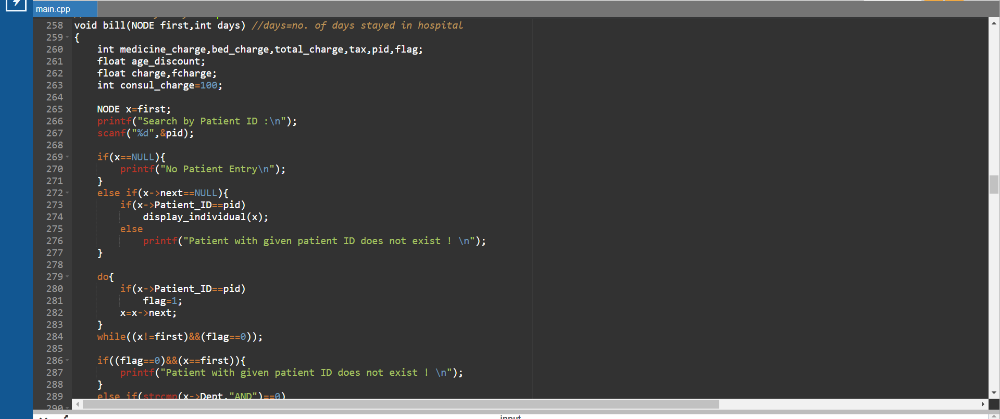 main.cpp
258 void bill(NODE first,int days) //days=no. of days stayed in hospital
259 {
260     int medicine_charge,bed_charge,total_charge,tax,pid,flag;
261     float age_discount;
262     float charge,fcharge;
263     int consul_charge=100;
264
265     NODE x=first;
266     printf("Search by Patient ID :\n");
267     scanf("%d",&pid);
268
269     if(x==NULL){
270         printf("No Patient Entry\n");
271     }
272     else if(x->next==NULL){
273         if(x->Patient_ID==pid)
274             display_individual(x);
275         else
276             printf("Patient with given patient ID does not exist ! \n");
277     }
278
279     do{
280         if(x->Patient_ID==pid)
281             flag=1;
282         x=x->next;
283     }
284     while((x!=first)&&(flag==0));
285
286     if((flag==0)&&(x==first)){
287         printf("Patient with given patient ID does not exist ! \n");
288     }
289     else if(strcmp(x->Dept,"AND")==0)
290
input